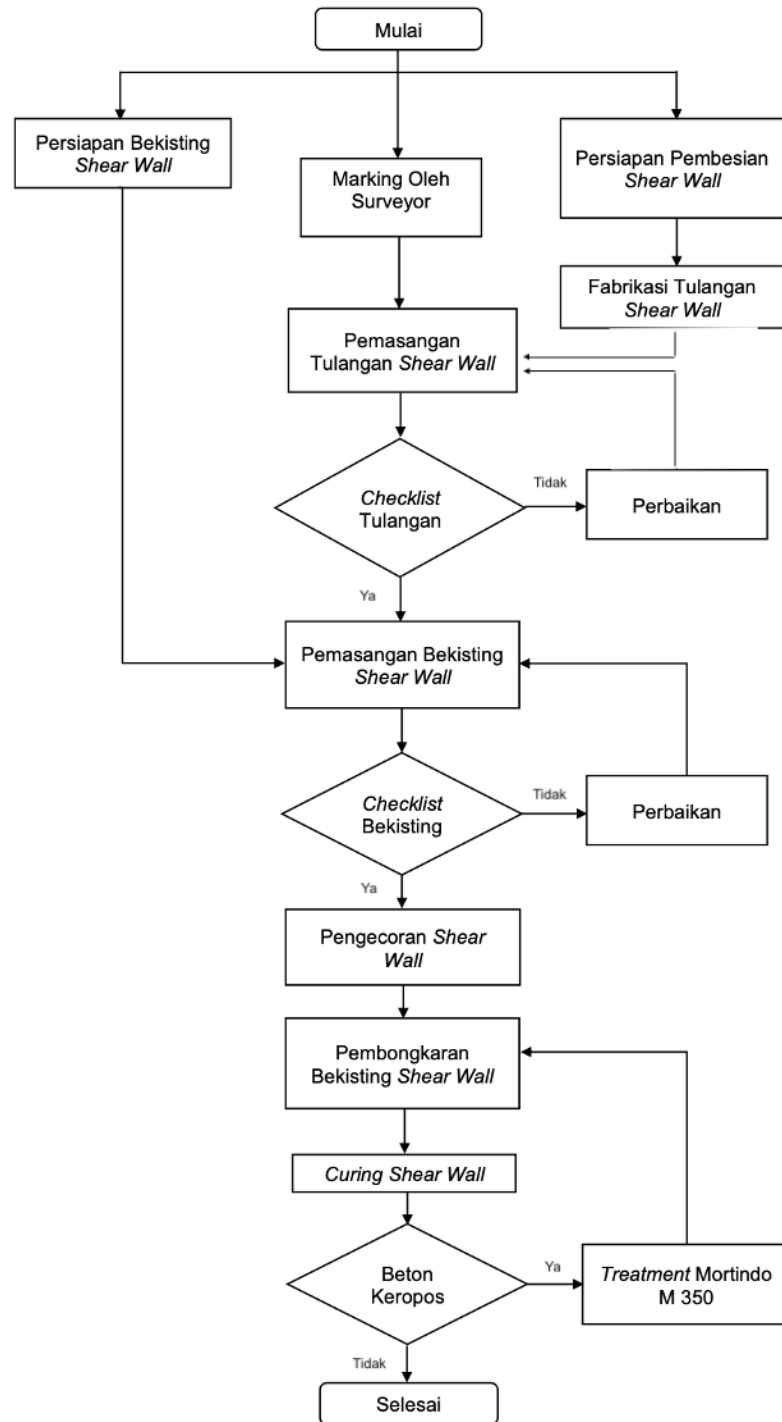 Mulai
Persiapan Bekisting
Shear Wall
Marking Oleh
Surveyor
Persiapan Pembesian
Shear Wall
Fabrikasi Tulangan
Shear Wall
Pemasangan
Tulangan Shear Wall
Checklist
Tulangan
Tidak
Perbaikan
Ya
Pemasangan Bekisting
Shear Wall
Checklist
Bekisting
Tidak
Perbaikan
Ya
Pengecoran Shear
Wall
Pembongkaran
Bekisting Shear Wall
Curing Shear Wall
Beton
Keropos
Ya
Treatment Mortindo
M 350
Tidak
Selesai